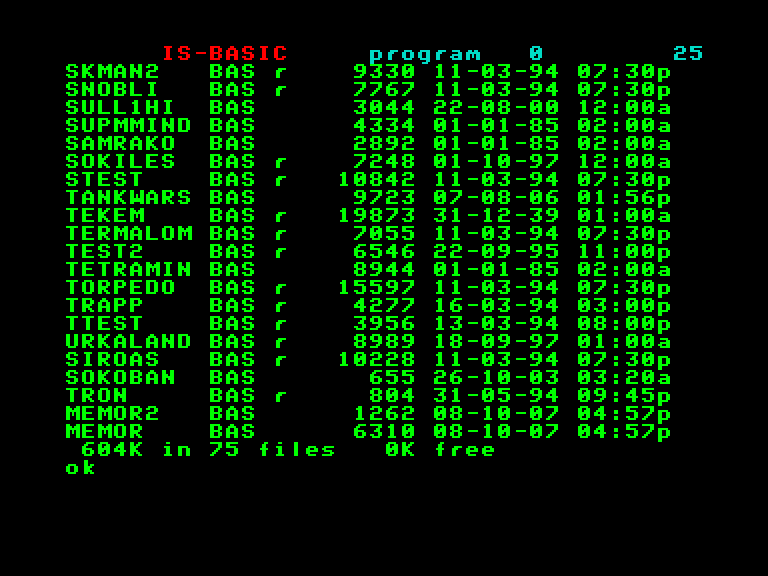 IS-BASIC program 0 25
SKMAN2 BAS r 9330 11-03-94 07:30p
SNOBLI BAS r 7767 11-03-94 07:30p
SULL1HI BAS 3044 22-08-00 12:00a
SUPMMIND BAS 4334 01-01-85 02:00a
SAMRAKO BAS 2892 01-01-85 02:00a
SOKILES BAS r 7248 01-10-97 12:00a
STEST BAS r 10842 11-03-94 07:30p
TANKWARS BAS 9723 07-08-06 01:56p
TEKEM BAS r 19873 31-12-39 01:00a
TERMALOM BAS r 7055 11-03-94 07:30p
TEST2 BAS r 6546 22-09-95 11:00p
TETRAMIN BAS 8944 01-01-85 02:00a
TORPEDO BAS r 15597 11-03-94 07:30p
TRAPP BAS r 4277 16-03-94 03:00p
TTEST BAS r 3956 13-03-94 08:00p
URKALAND BAS r 8989 18-09-97 01:00a
SIROAS BAS r 10228 11-03-94 07:30p
SOKOBAN BAS 655 26-10-03 03:20a
TRON BAS r 804 31-05-94 09:45p
MEMOR2 BAS 1262 08-10-07 04:57p
MEMOR BAS 6310 08-10-07 04:57p
604K in 75 files 0K free
ok